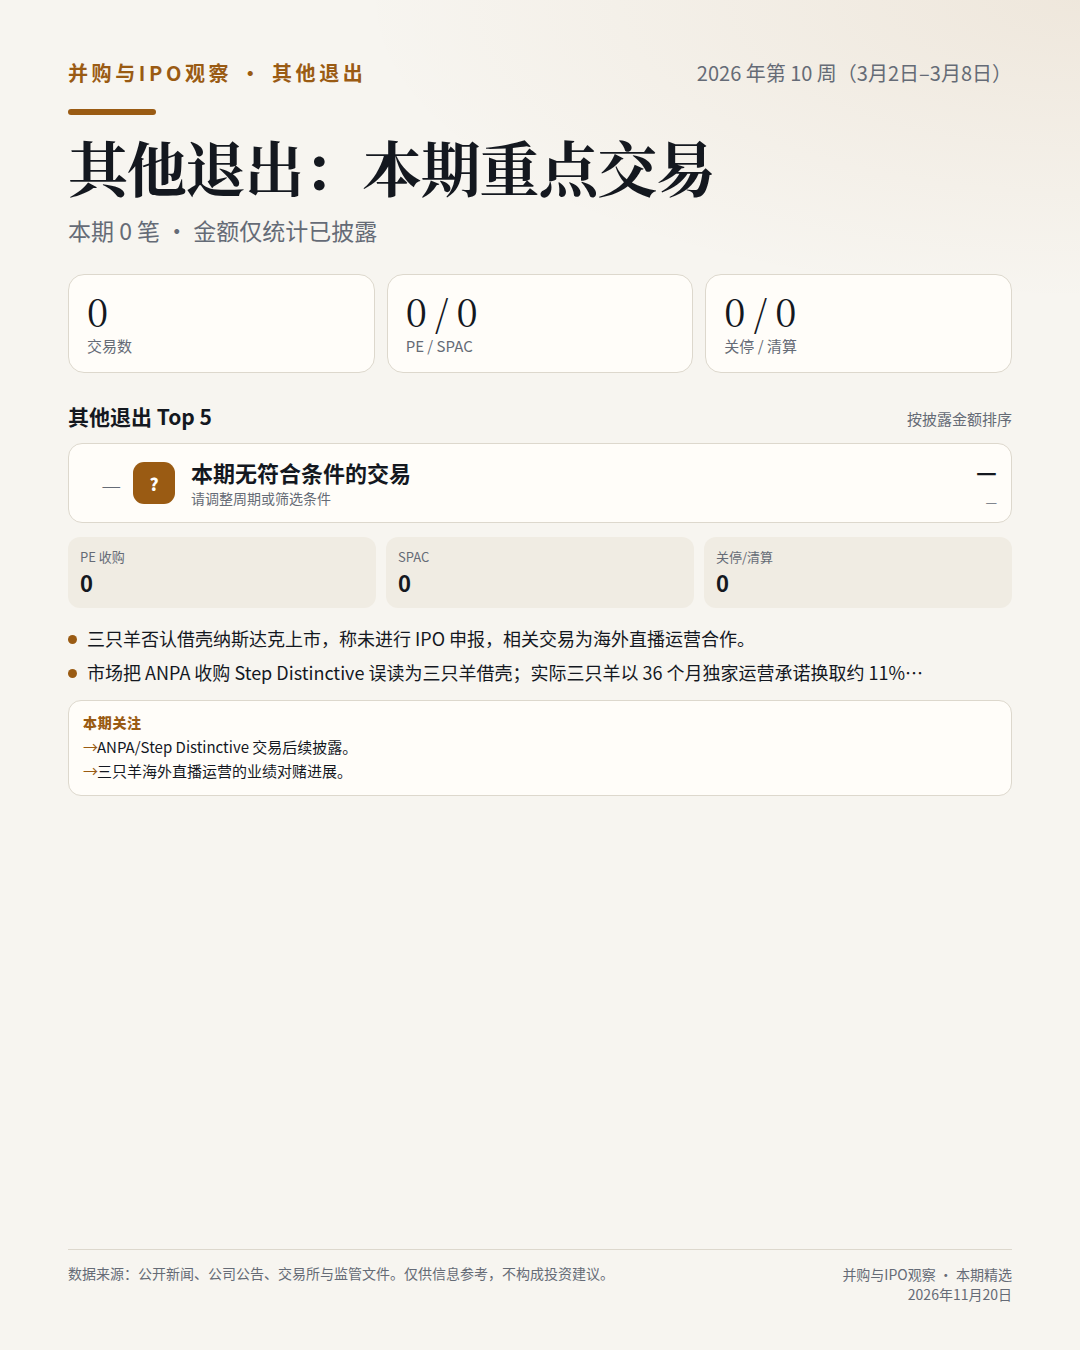 并购与IPO观察 · 其他退出
2026 年第 10 周（3月2日–3月8日）
其他退出：本期重点交易
本期 0 笔 · 金额仅统计已披露
0
交易数
0 / 0
PE / SPAC
0 / 0
关停 / 清算
其他退出 Top 5
按披露金额排序
—
?
本期无符合条件的交易
请调整周期或筛选条件
—
—
PE 收购
0
SPAC
0
关停/清算
0
三只羊否认借壳纳斯达克上市，称未进行 IPO 申报，相关交易为海外直播运营合作。
市场把 ANPA 收购 Step Distinctive 误读为三只羊借壳；实际三只羊以 36 个月独家运营承诺换取约 11%…
本期关注
→ANPA/Step Distinctive 交易后续披露。
→三只羊海外直播运营的业绩对赌进展。
数据来源：公开新闻、公司公告、交易所与监管文件。仅供信息参考，不构成投资建议。
并购与IPO观察 · 本期精选
2026年11月20日